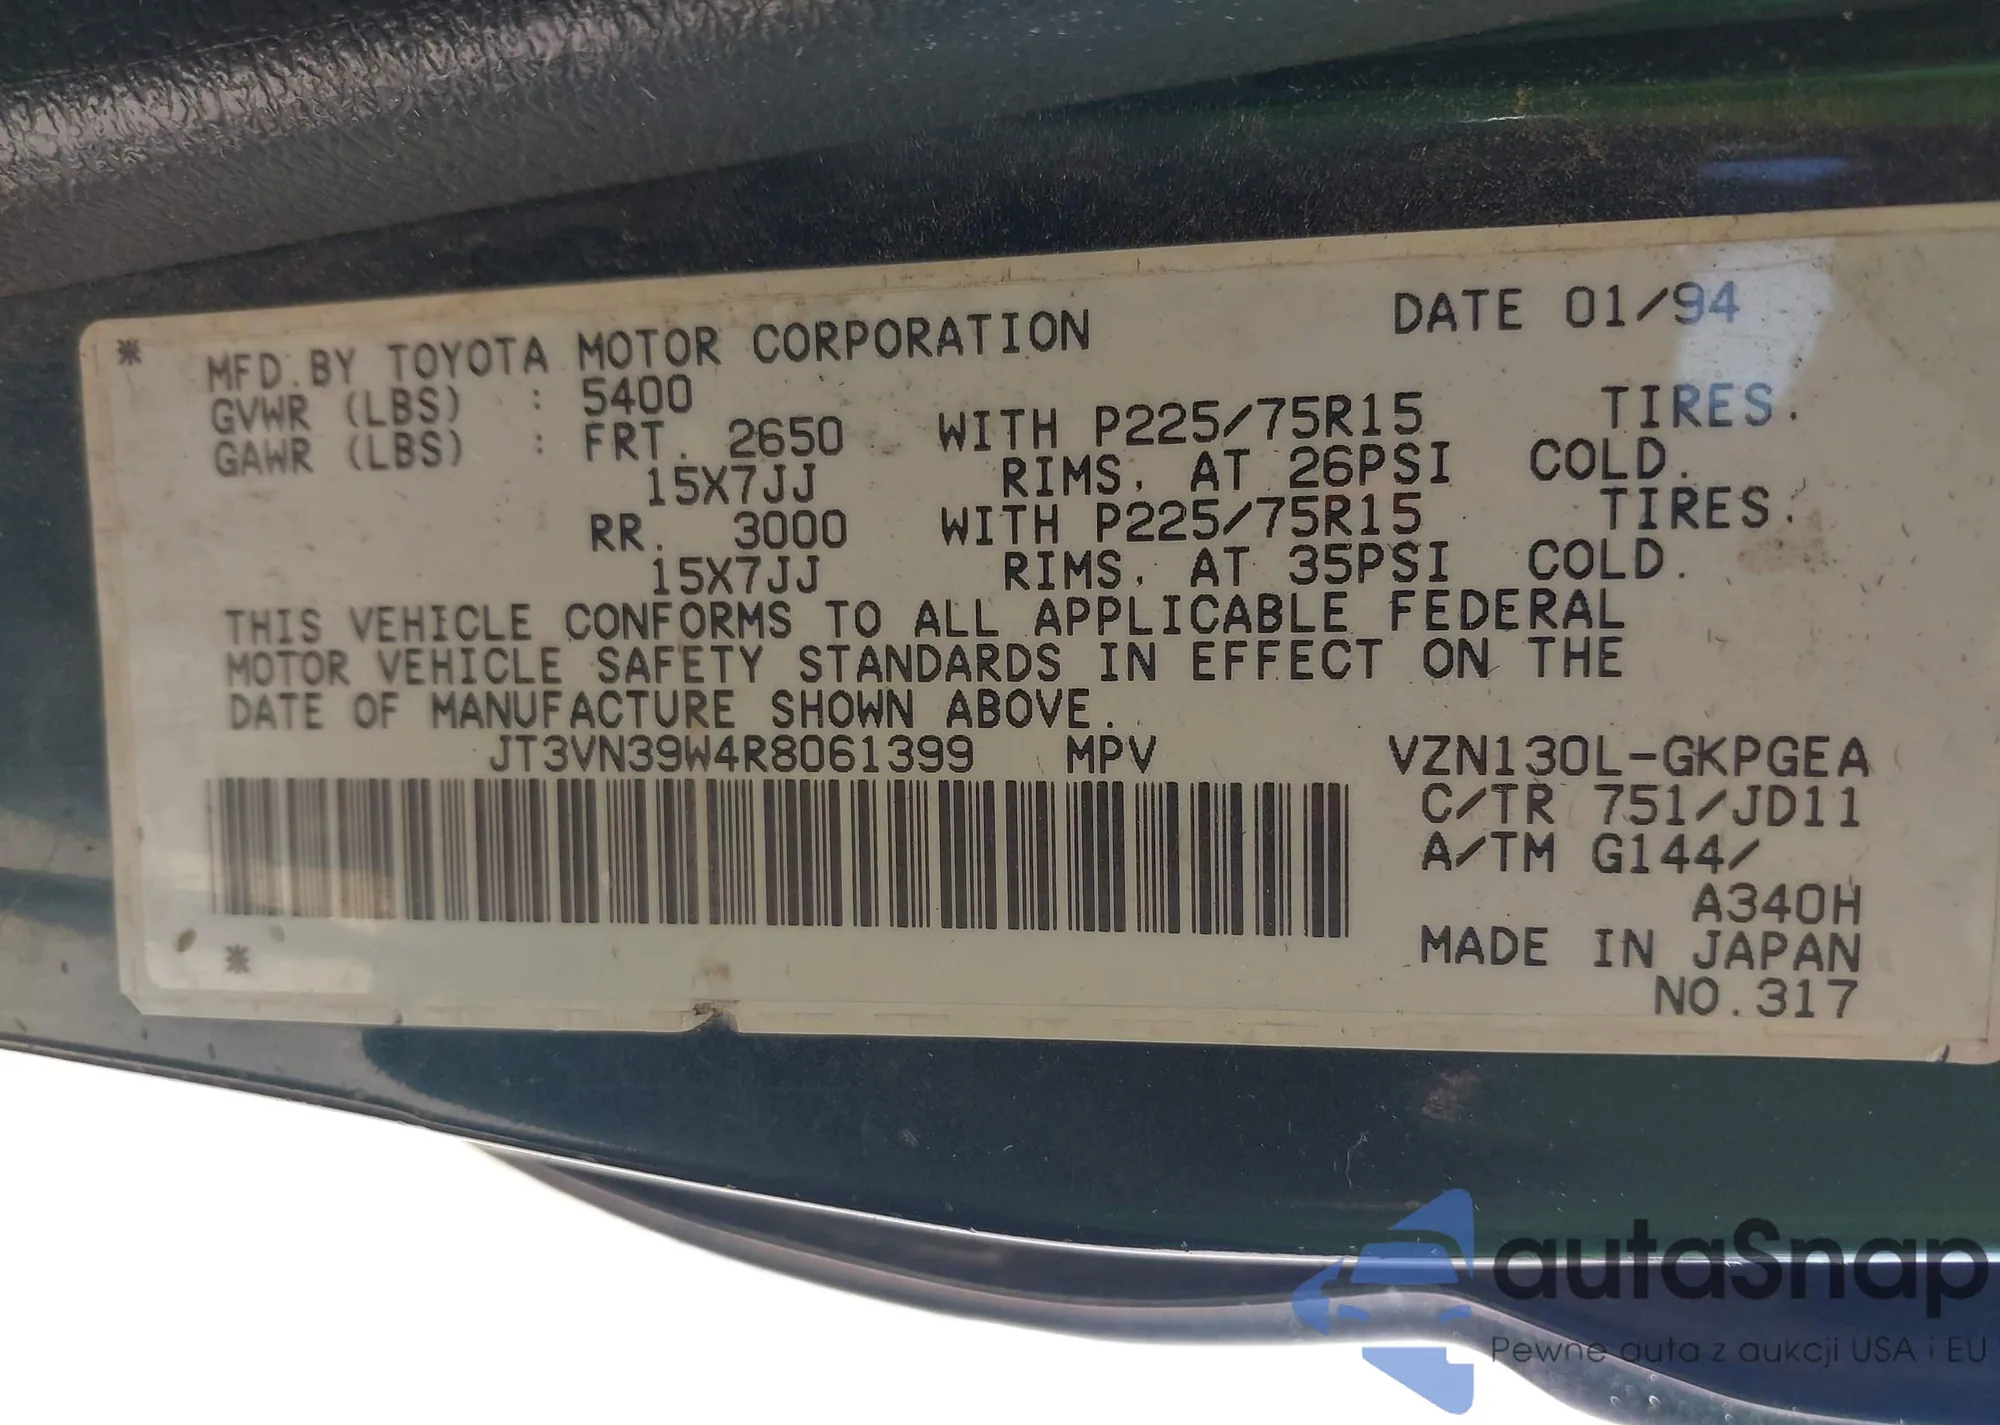 MFD. BY TOYOTA MOTOR CORPORATION DATE 01/94
GVWR (LBS) : 5400
GAWR (LBS) : FRT. 2650 WITH P225/75R15 TIRES.
15X7JJ RIMS. AT 26PSI COLD.
RR. 3000 WITH P225/75R15 TIRES.
15X7JJ RIMS. AT 35PSI COLD.
THIS VEHICLE CONFORMS TO ALL APPLICABLE FEDERAL
MOTOR VEHICLE SAFETY STANDARDS IN EFFECT ON THE
DATE OF MANUFACTURE SHOWN ABOVE.
JT3VN39W4R8061399 MPV VZN130L-GKPGEA
C/TR 751/JD11
A/TM G144/
A340H
MADE IN JAPAN
NO.317
autaSnap
Pewne auta z aukcji USA i EU